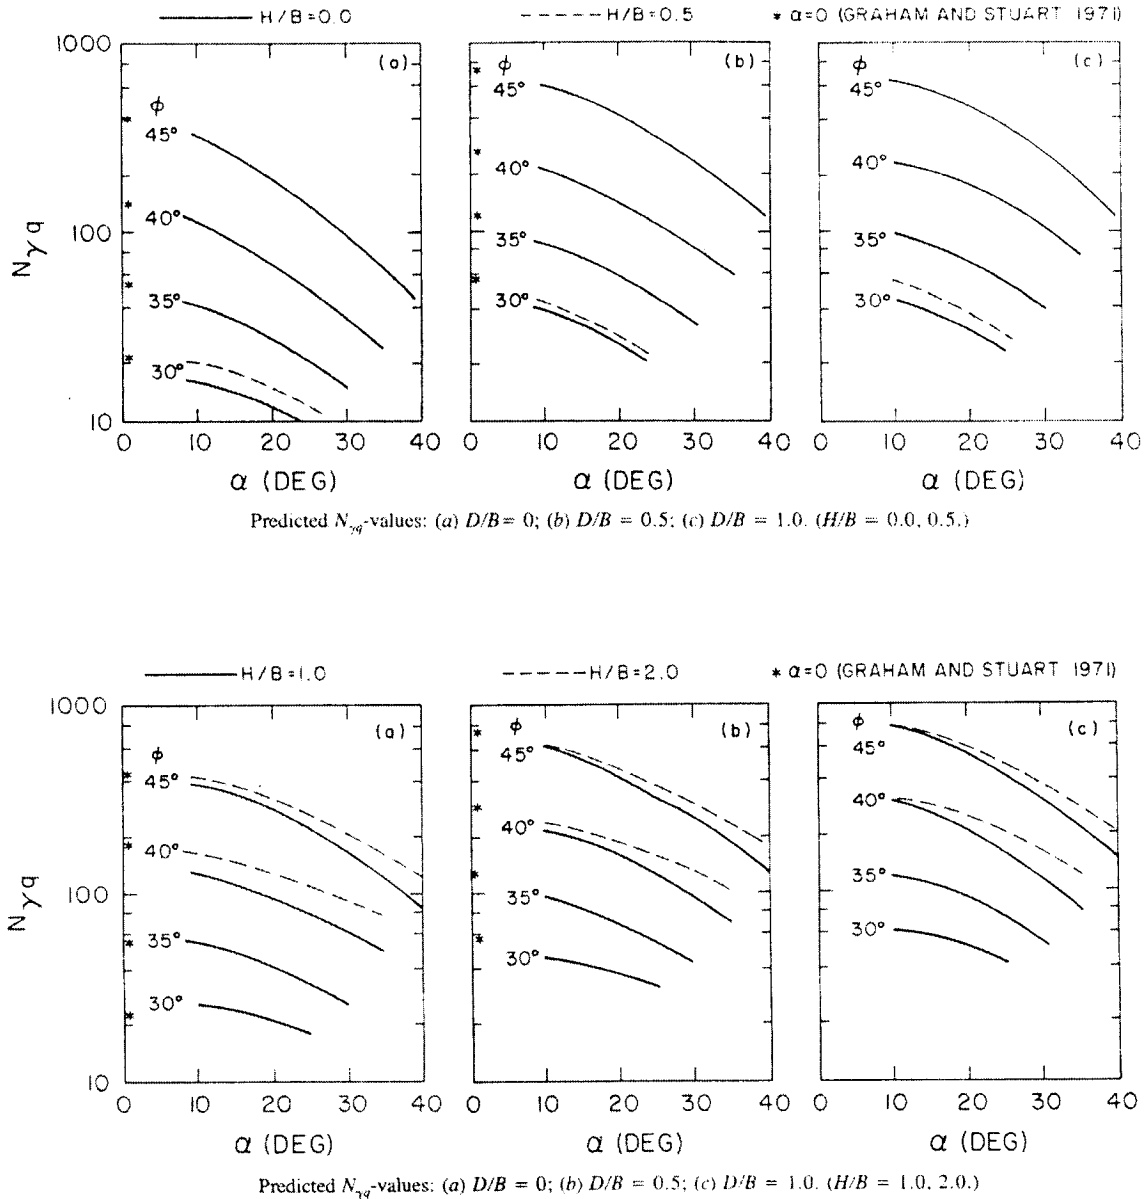 H/B=0.0 H/B=0.5 * α=0 (GRAHAM AND STUART 1971)
1000 (a) (b) (c)
ϕ ϕ ϕ
45° 45° 45°
40° 40° 40°
100
35° 35° 35°
30° 30° 30°
10
N γq
0 10 20 30 40 0 10 20 30 40 0 10 20 30 40
α (DEG) α (DEG) α (DEG)
Predicted Nγq-values: (a) D/B = 0; (b) D/B = 0.5; (c) D/B = 1.0. (H/B = 0.0, 0.5.)
H/B=1.0 H/B=2.0 * α=0 (GRAHAM AND STUART 1971)
1000 (a) (b) (c)
ϕ ϕ ϕ
45° 45° 45°
40° 40° 40°
100
35° 35° 35°
30° 30° 30°
10
N γq
0 10 20 30 40 0 10 20 30 40 0 10 20 30 40
α (DEG) α (DEG) α (DEG)
Predicted Nγq-values: (a) D/B = 0; (b) D/B = 0.5; (c) D/B = 1.0. (H/B = 1.0, 2.0.)